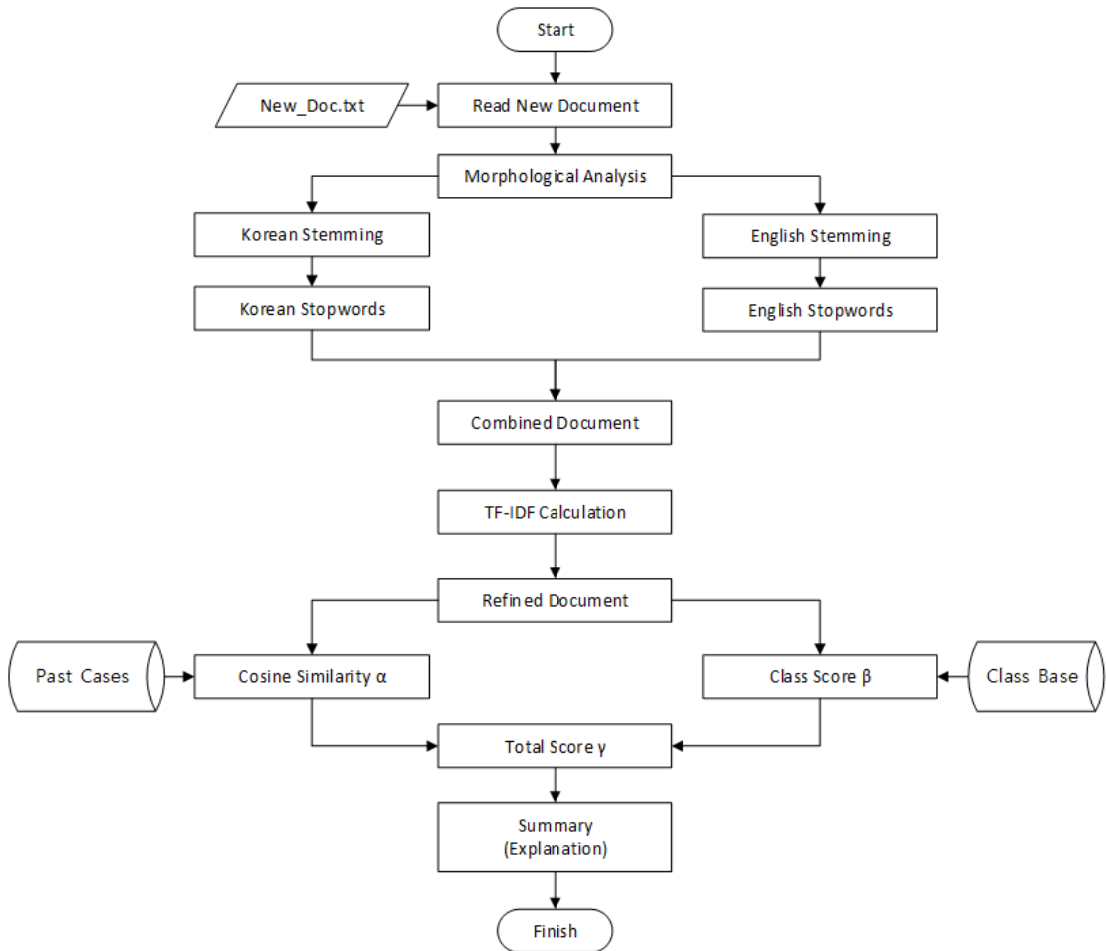 Start
New_Doc.txt
Read New Document
Morphological Analysis
Korean Stemming
English Stemming
Korean Stopwords
English Stopwords
Combined Document
TF-IDF Calculation
Refined Document
Past Cases
Cosine Similarity α
Class Score β
Class Base
Total Score γ
Summary
(Explanation)
Finish